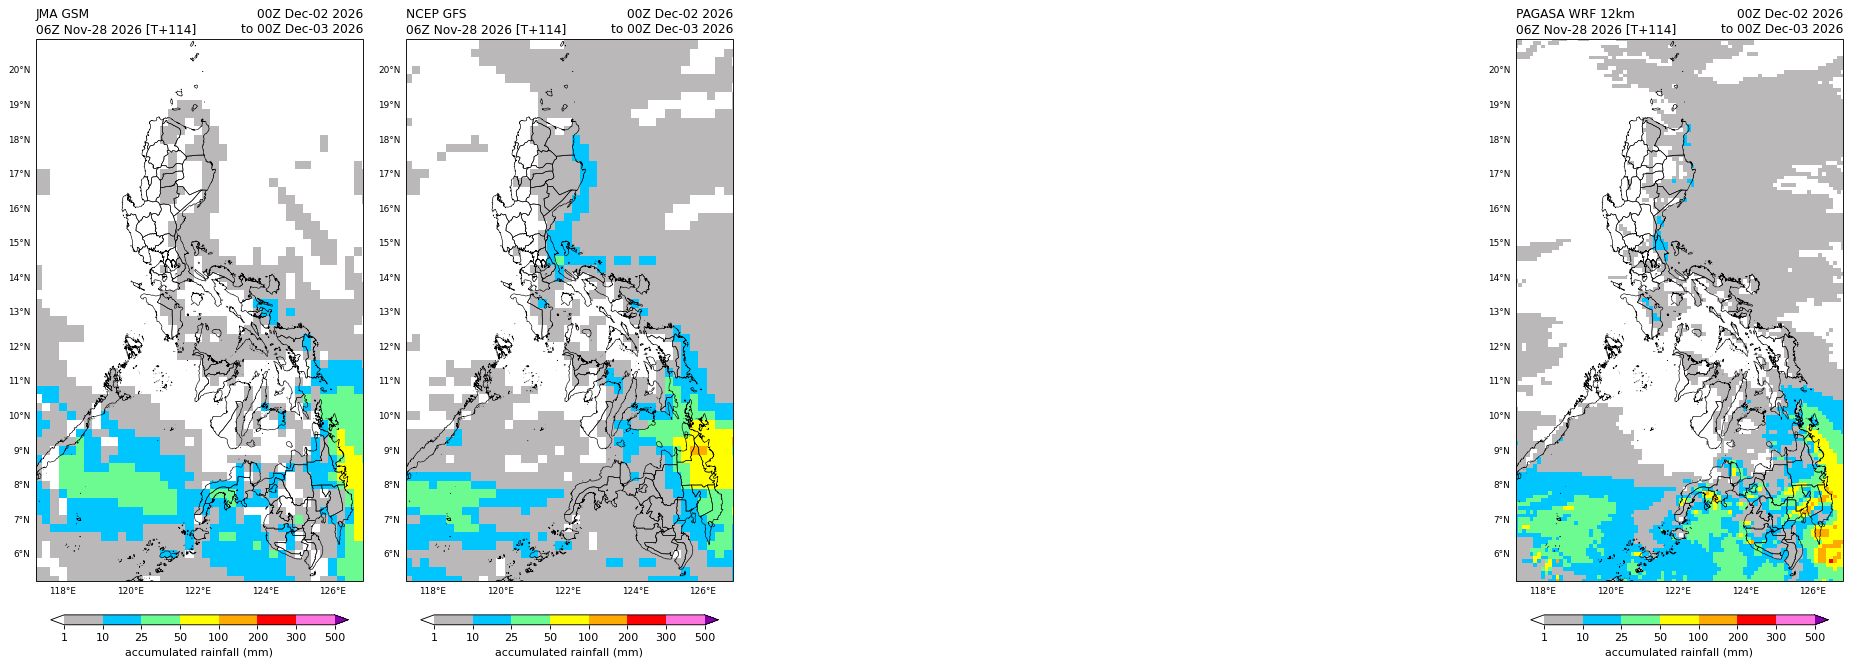 JMA GSM 00Z Dec-02 2026
06Z Nov-28 2026 [T+114] to 00Z Dec-03 2026
20°N
19°N
18°N
17°N
16°N
15°N
14°N
13°N
12°N
11°N
10°N
9°N
8°N
7°N
6°N
118°E 120°E 122°E 124°E 126°E
1 10 25 50 100 200 300 500
accumulated rainfall (mm)
NCEP GFS 00Z Dec-02 2026
06Z Nov-28 2026 [T+114] to 00Z Dec-03 2026
20°N
19°N
18°N
17°N
16°N
15°N
14°N
13°N
12°N
11°N
10°N
9°N
8°N
7°N
6°N
118°E 120°E 122°E 124°E 126°E
1 10 25 50 100 200 300 500
accumulated rainfall (mm)
PAGASA WRF 12km 00Z Dec-02 2026
06Z Nov-28 2026 [T+114] to 00Z Dec-03 2026
20°N
19°N
18°N
17°N
16°N
15°N
14°N
13°N
12°N
11°N
10°N
9°N
8°N
7°N
6°N
118°E 120°E 122°E 124°E 126°E
1 10 25 50 100 200 300 500
accumulated rainfall (mm)